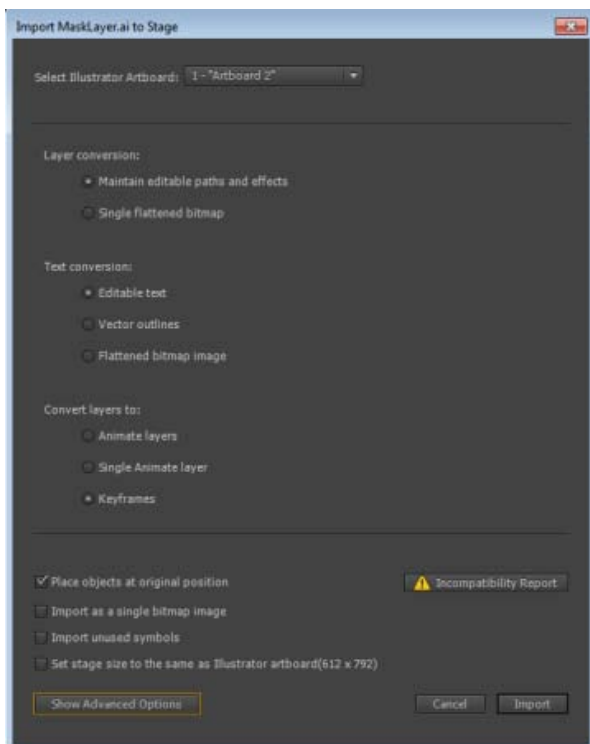 Import MaskLayer.ai to Stage
Select Illustrator Artboard: 1 - "Artboard 2"
Layer conversion:
Maintain editable paths and effects
Single flattened bitmap
Text conversion:
Editable text
Vector outlines
Flattened bitmap image
Convert layers to:
Animate layers
Single Animate layer
Keyframes
Place objects at original position
Incompatibility Report
Import as a single bitmap image
Import unused symbols
Set stage size to the same as Illustrator artboard(612 x 792)
Show Advanced Options
Cancel
Import